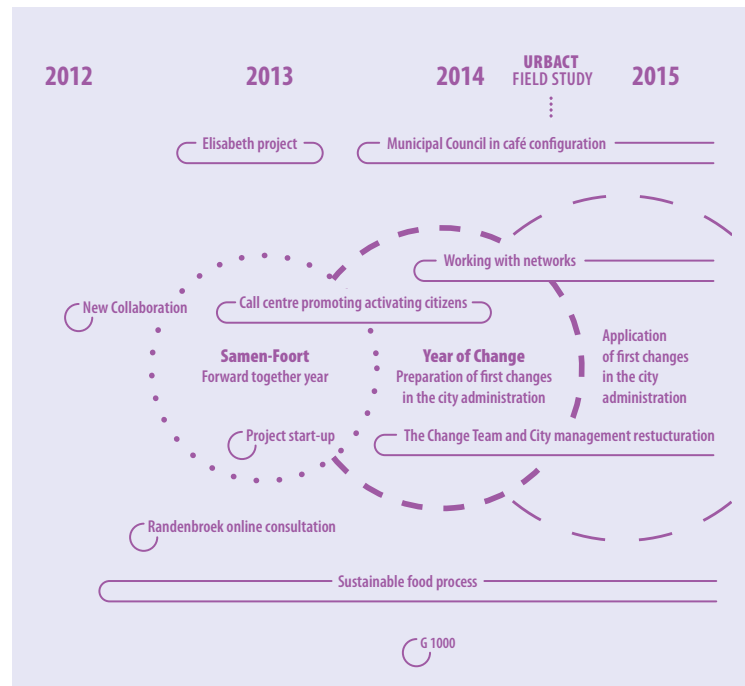 2012
2013
2014
URBACT
FIELD STUDY
2015
Elisabeth project
Municipal Council in café configuration
Working with networks
New Collaboration
Call centre promoting activating citizens
Samen-Foort
Forward together year
Year of Change
Preparation of first changes
in the city administration
Application
of first changes
in the city
administration
Project start-up
The Change Team and City management restucturation
Randenbroek online consultation
Sustainable food process
G 1000